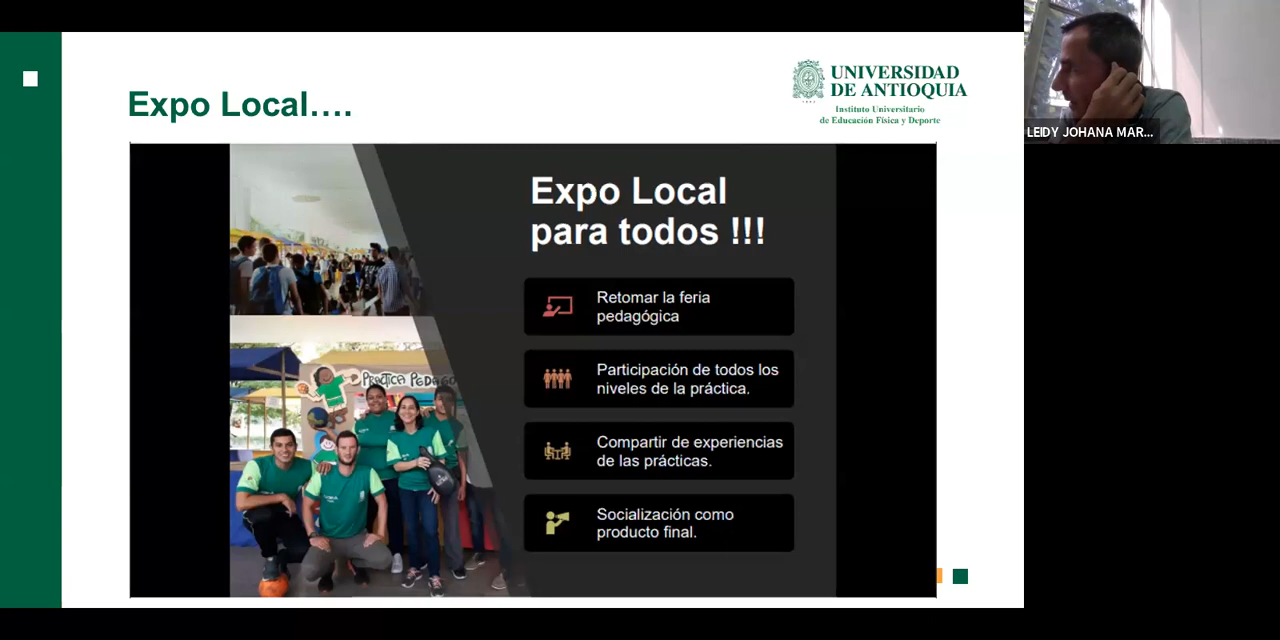 Expo Local....
UNIVERSIDAD
DE ANTIOQUIA
Instituto Universitario
de Educación Física y Deporte
LEIDY JOHANA MAR...
Expo Local
para todos !!!
Retomar la feria
pedagógica
Participación de todos los
niveles de la práctica.
Compartir de experiencias
de las prácticas.
Socialización como
producto final.
PRÁCTICA PEDAGO